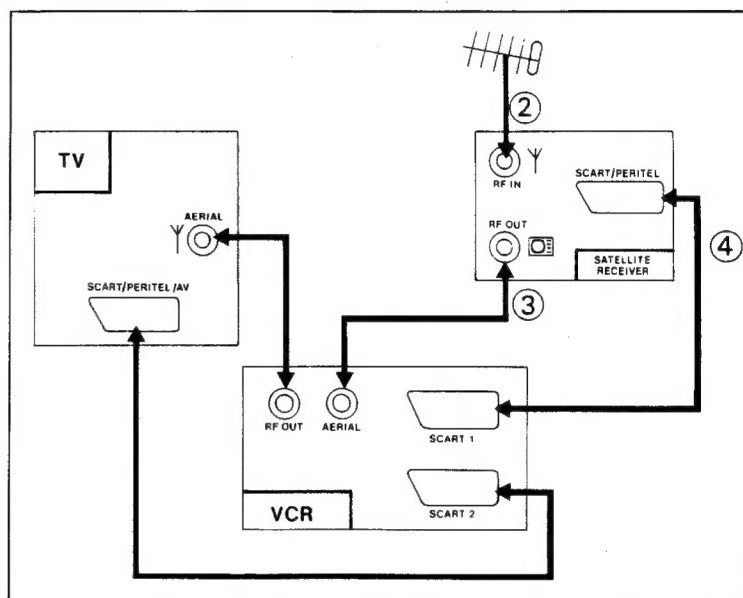 ②
TV
AERIAL
SCART/PERITEL/AV
RF IN
SCART/PERITEL
RF OUT
SATELLITE
RECEIVER
③
④
RF OUT
AERIAL
SCART 1
SCART 2
VCR